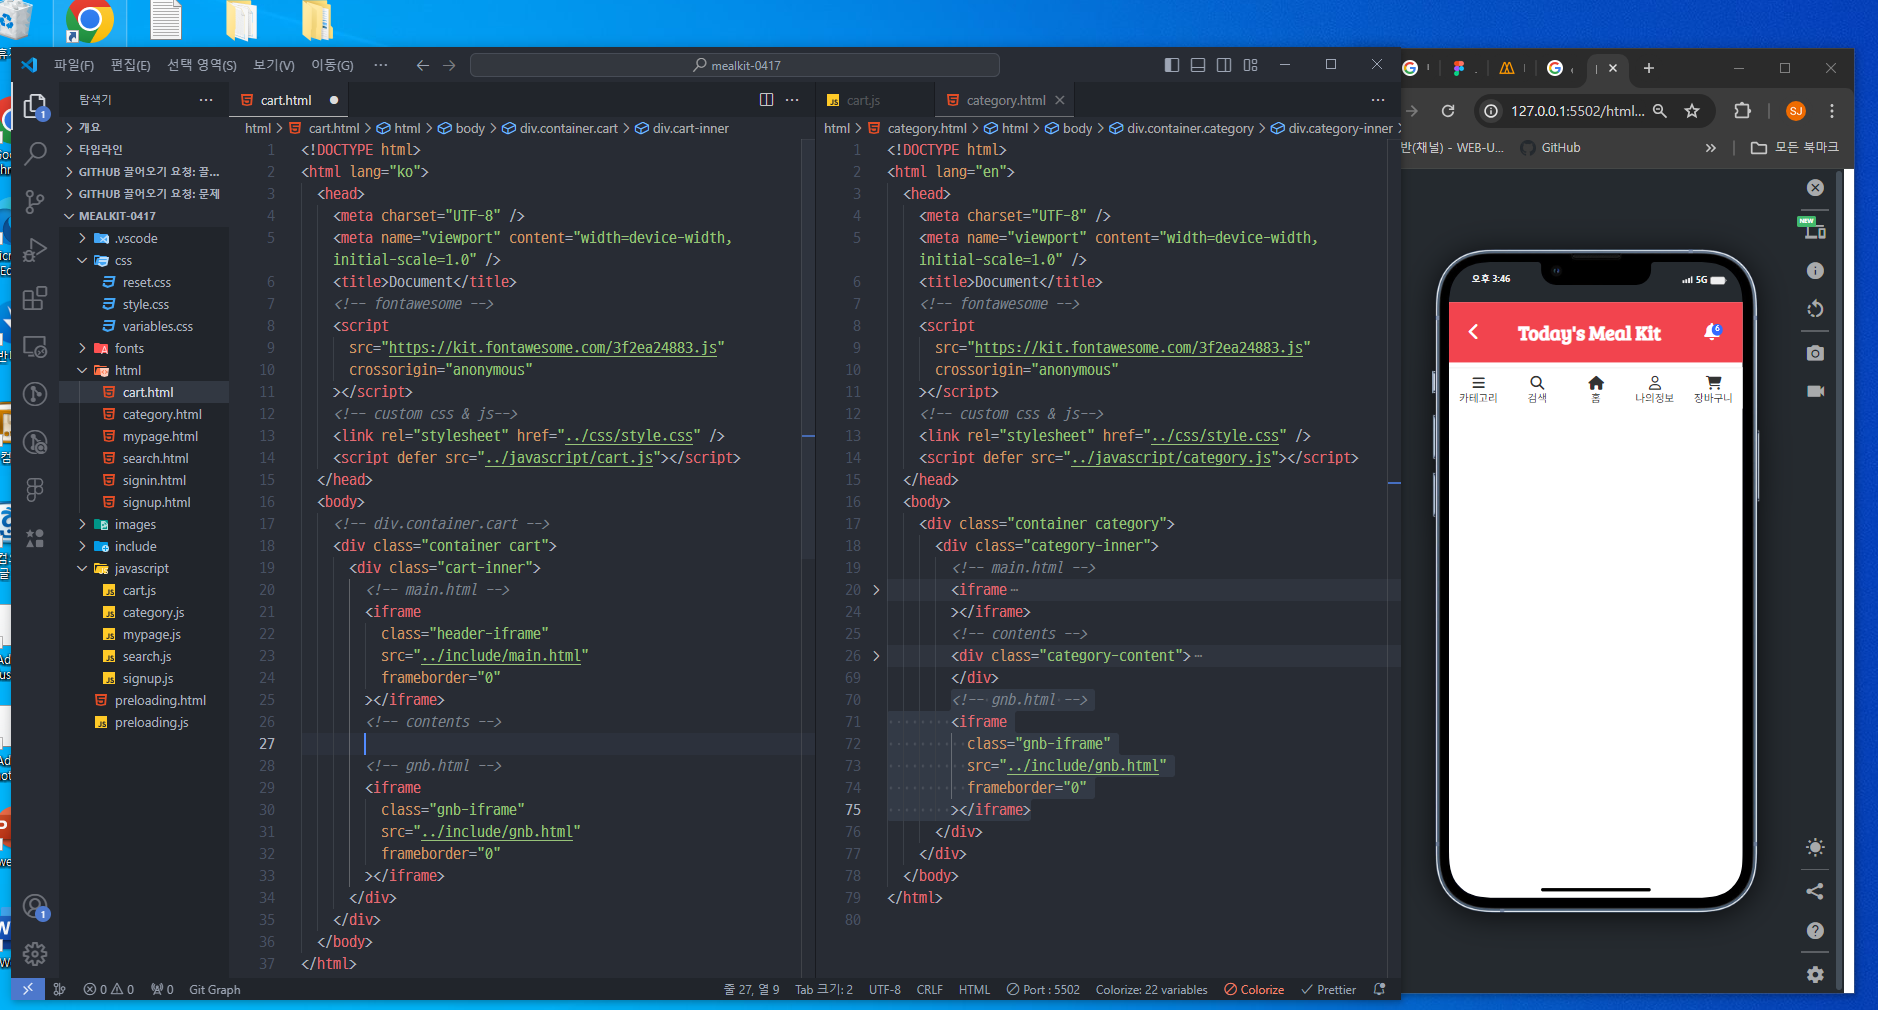 파일(F) 편집(E) 선택 영역(S) 보기(V) 이동(G) ··· mealkit-0417
탐색기
개요
타임라인
GITHUB 끌어오기 요청: 끌...
GITHUB 끌어오기 요청: 문제
MEALKIT-0417
.vscode
css
reset.css
style.css
variables.css
fonts
html
cart.html
category.html
mypage.html
search.html
signin.html
signup.html
images
include
javascript
cart.js
category.js
mypage.js
search.js
signup.js
preloading.html
preloading.js
cart.html
html > cart.html > html > body > div.container.cart > div.cart-inner
1 <!DOCTYPE html>
2 <html lang="ko">
3 <head>
4 <meta charset="UTF-8" />
5 <meta name="viewport" content="width=device-width,
initial-scale=1.0" />
6 <title>Document</title>
7 <!-- fontawesome -->
8 <script
9 src="https://kit.fontawesome.com/3f2ea24883.js"
10 crossorigin="anonymous"
11 ></script>
12 <!-- custom css & js-->
13 <link rel="stylesheet" href="../css/style.css" />
14 <script defer src="../javascript/cart.js"></script>
15 </head>
16 <body>
17 <!-- div.container.cart -->
18 <div class="container cart">
19 <div class="cart-inner">
20 <!-- main.html -->
21 <iframe
22 class="header-iframe"
23 src="../include/main.html"
24 frameborder="0"
25 ></iframe>
26 <!-- contents -->
27
28 <!-- gnb.html -->
29 <iframe
30 class="gnb-iframe"
31 src="../include/gnb.html"
32 frameborder="0"
33 ></iframe>
34 </div>
35 </div>
36 </body>
37 </html>
cart.js category.html
html > category.html > html > body > div.container.category > div.category-inner >
1 <!DOCTYPE html>
2 <html lang="en">
3 <head>
4 <meta charset="UTF-8" />
5 <meta name="viewport" content="width=device-width,
initial-scale=1.0" />
6 <title>Document</title>
7 <!-- fontawesome -->
8 <script
9 src="https://kit.fontawesome.com/3f2ea24883.js"
10 crossorigin="anonymous"
11 ></script>
12 <!-- custom css & js-->
13 <link rel="stylesheet" href="../css/style.css" />
14 <script defer src="../javascript/category.js"></script>
15 </head>
16 <body>
17 <div class="container category">
18 <div class="category-inner">
19 <!-- main.html -->
20 <iframe ···
24 ></iframe>
25 <!-- contents -->
26 <div class="category-content"> ···
69 </div>
70 <!-- gnb.html -->
71 <iframe
72 class="gnb-iframe"
73 src="../include/gnb.html"
74 frameborder="0"
75 ></iframe>
76 </div>
77 </div>
78 </body>
79 </html>
80
0 0 0 Git Graph 줄 27, 열 9 Tab 크기: 2 UTF-8 CRLF HTML Port : 5502 Colorize: 22 variables Colorize Prettier
127.0.0.1:5502/html... SJ
반(채널) - WEB-U... GitHub » 모든 북마크
NEW
오후 3:46 5G
Today's Meal Kit 6
카테고리 검색 홈 나의정보 장바구니